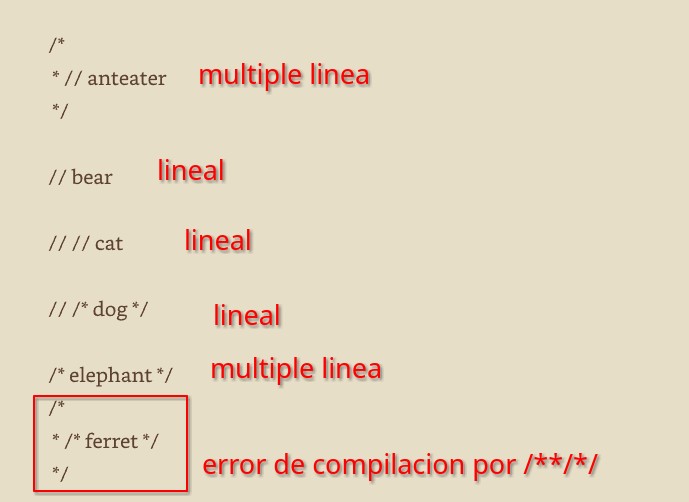 /*
* // anteater multiple linea
*/
// bear lineal
// // cat lineal
// /* dog */ lineal
/* elephant */ multiple linea
/*
* /* ferret */
*/ error de compilacion por /**/*/